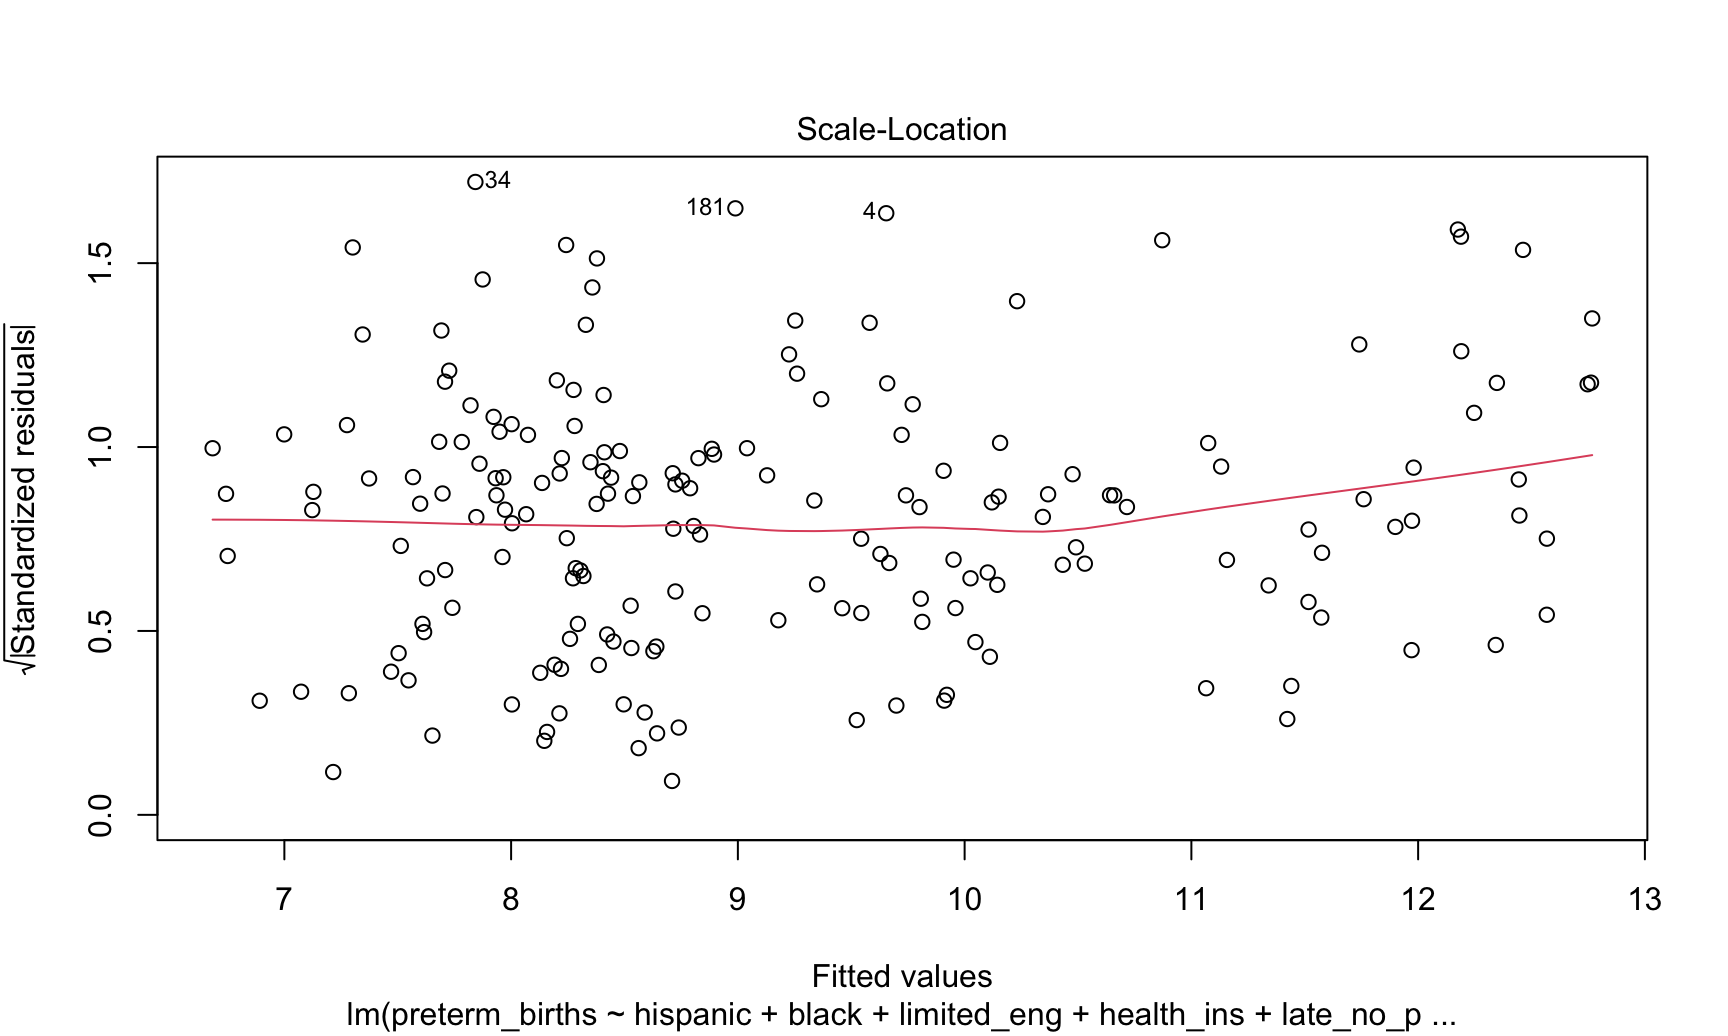 Scale-Location
34
181
4
√|Standardized residuals|
0.0 0.5 1.0 1.5
7 8 9 10 11 12 13
Fitted values
lm(preterm_births ~ hispanic + black + limited_eng + health_ins + late_no_p ...